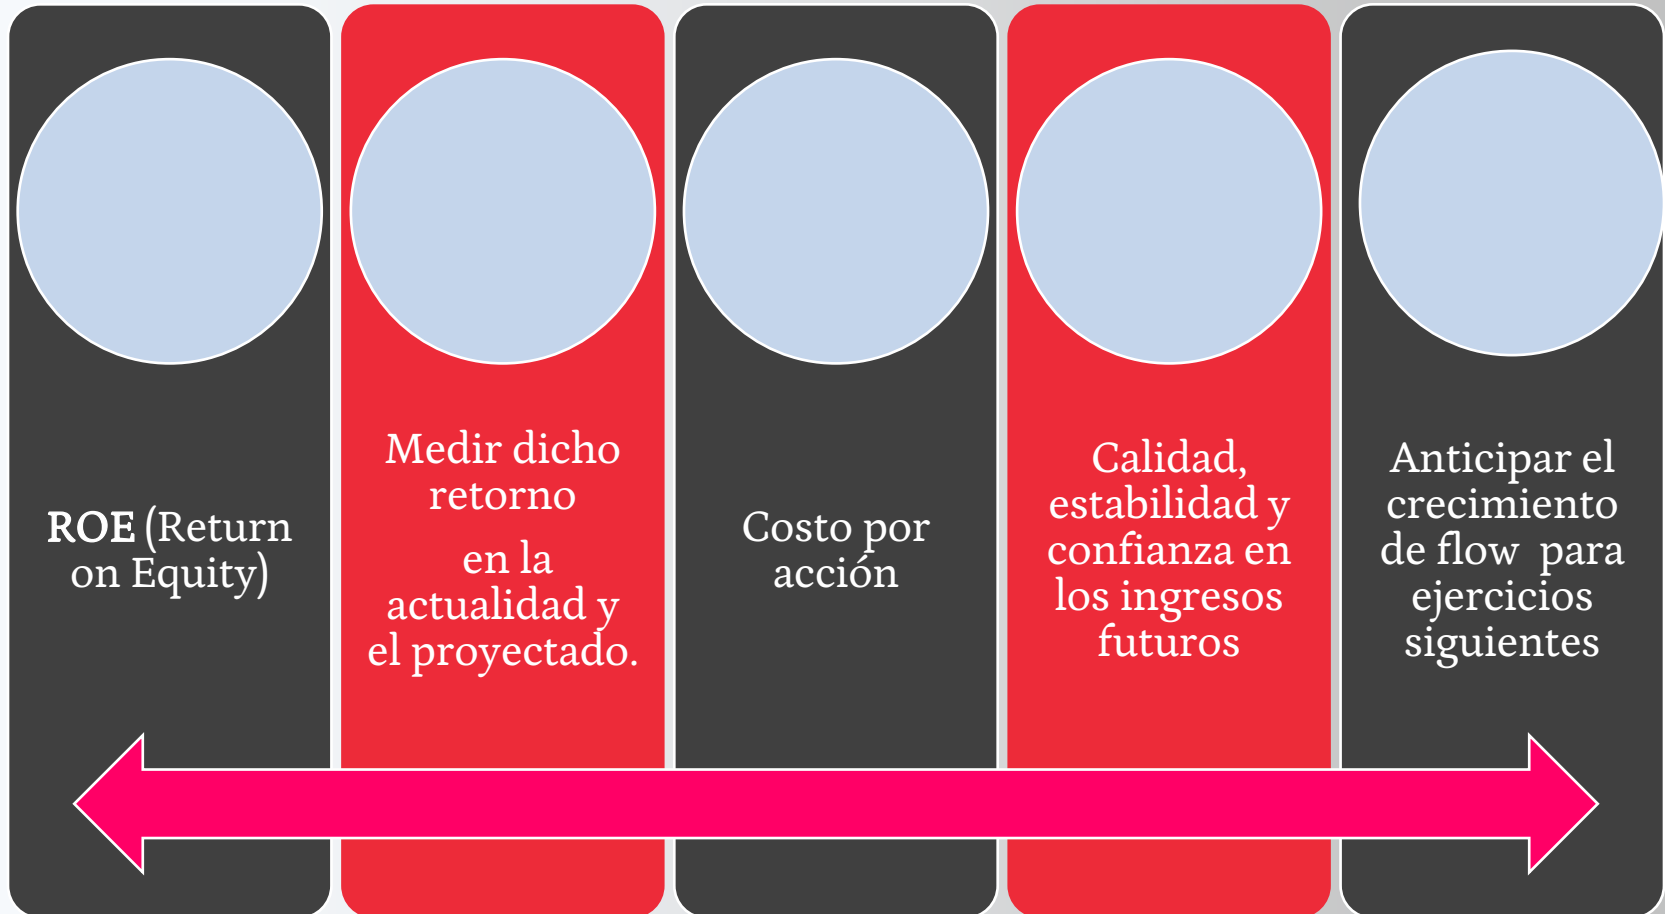 ROE (Return
on Equity)
Medir dicho
retorno
en la
actualidad y
el proyectado.
Costo por
acción
Calidad,
estabilidad y
confianza en
los ingresos
futuros
Anticipar el
crecimiento
de flow  para
ejercicios
siguientes